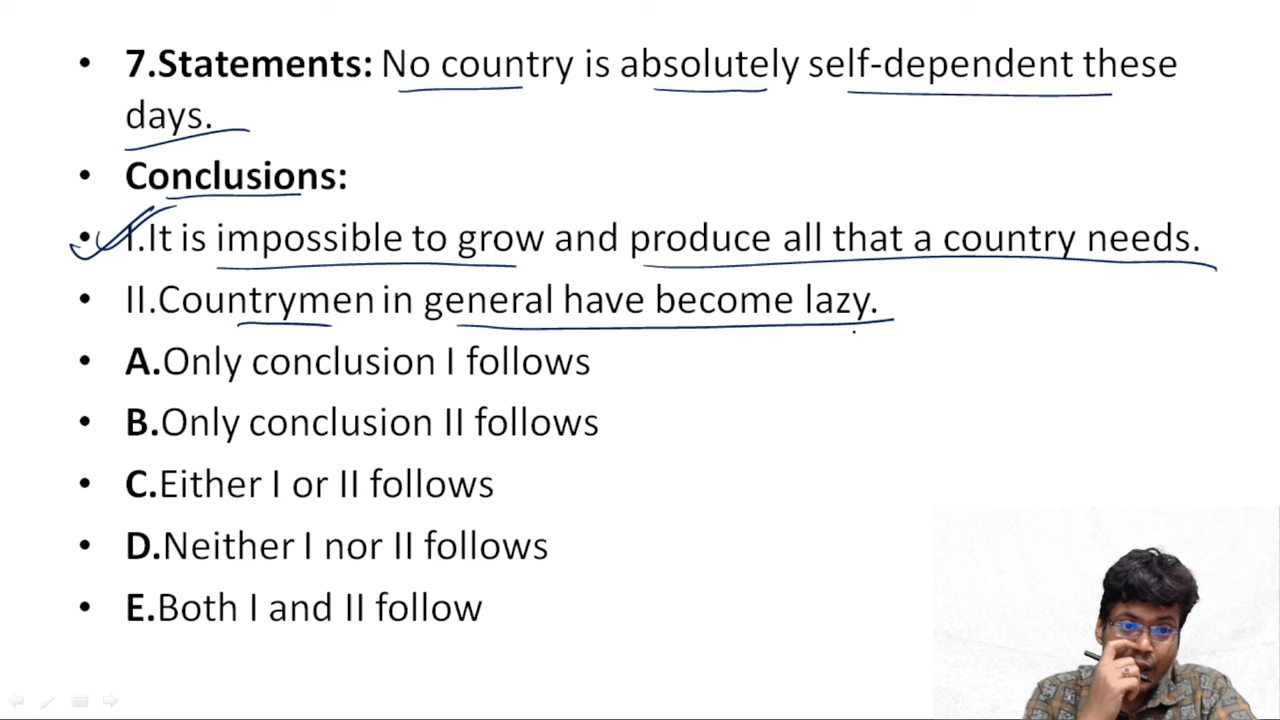 • 7.Statements: No country is absolutely self-dependent these
days.
• Conclusions:
• I.It is impossible to grow and produce all that a country needs.
• II.Countrymen in general have become lazy.
• A.Only conclusion I follows
• B.Only conclusion II follows
• C.Either I or II follows
• D.Neither I nor II follows
• E.Both I and II follow